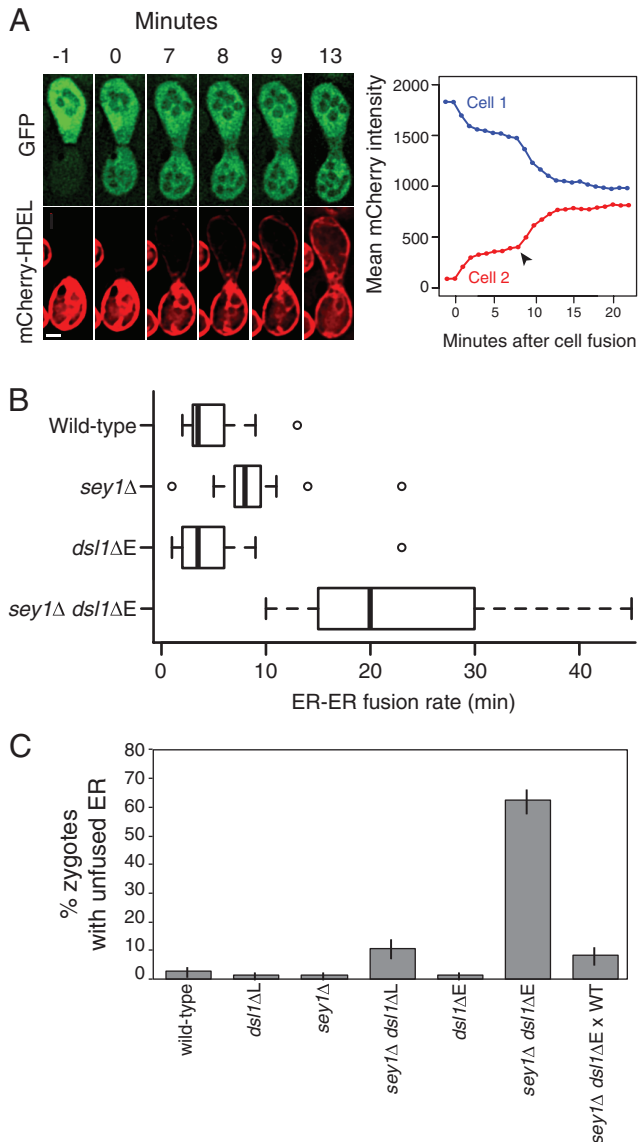 A
Minutes
-1 0 7 8 9 13
GFP
mCherry-HDEL
Mean mCherry intensity
2000
1500
1000
500
0
Cell 1
Cell 2
0 5 10 15 20
Minutes after cell fusion
B
Wild-type
sey1Δ
dsl1ΔE
sey1Δ dsl1ΔE
0 10 20 30 40
ER-ER fusion rate (min)
C
% zygotes
with unfused ER
80
70
60
50
40
30
20
10
0
wild-type
dsl1ΔL
sey1Δ
sey1Δ dsl1ΔL
dsl1ΔE
sey1Δ dsl1ΔE
sey1Δ dsl1ΔE x WT